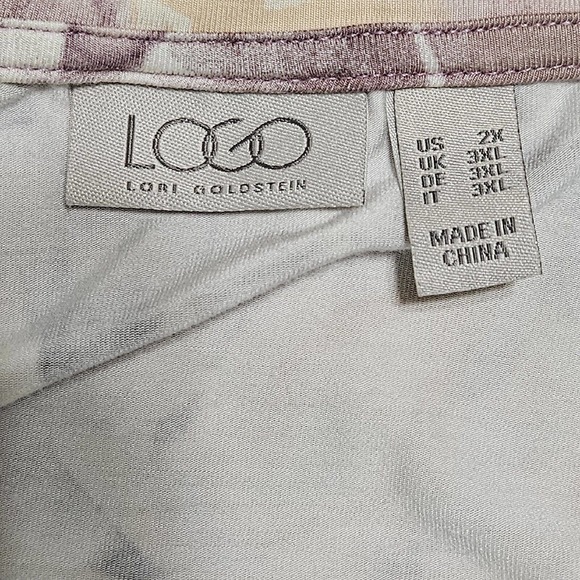 LOGO
LORI GOLDSTEIN
US 2X
UK 3XL
DE 3XL
IT 3XL
MADE IN
CHINA